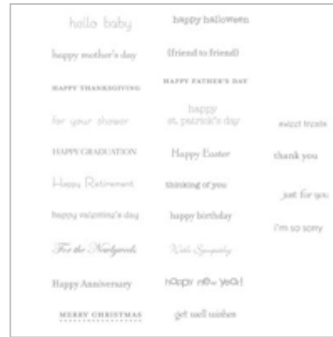 hello baby
happy halloween
happy mother's day
{friend to friend}
HAPPY THANKSGIVING
HAPPY FATHER'S DAY
for your shower
happy
st. patrick's day
sweet treats
HAPPY GRADUATION
Happy Easter
thank you
Happy Retirement
thinking of you
just for you
happy valentine's day
happy birthday
i'm so sorry
For the Newlyweds
With Sympathy
Happy Anniversary
happy new year!
MERRY CHRISTMAS
get well wishes